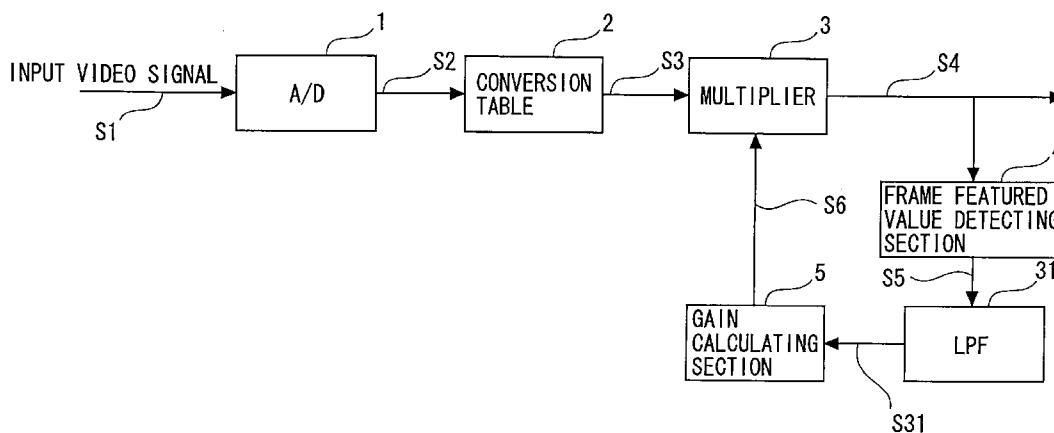 1
2
3
INPUT VIDEO SIGNAL
S1
A/D
S2
CONVERSION
TABLE
S3
MULTIPLIER
S4
S6
FRAME FEATURED
VALUE DETECTING
SECTION
S5
31
5
GAIN
CALCULATING
SECTION
LPF
S31